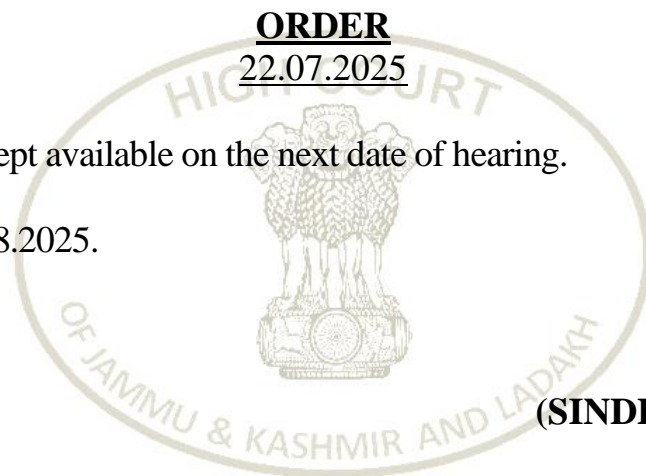 ORDER
22.07.2025
HIGH COURT
ept available on the next date of hearing.
8.2025.
OF JAMMU & KASHMIR AND LADAKH
(SINDH